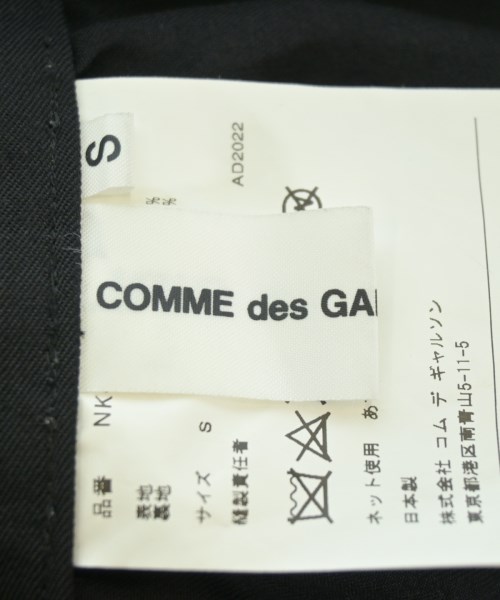 S
COMME des GA
AD2022
品番 NK
表地
裏地
サイズ S
縫製責任者
ネット使用 あ
日本製
株式会社 コム デ ギャルソン
東京都港区南青山5-11-5